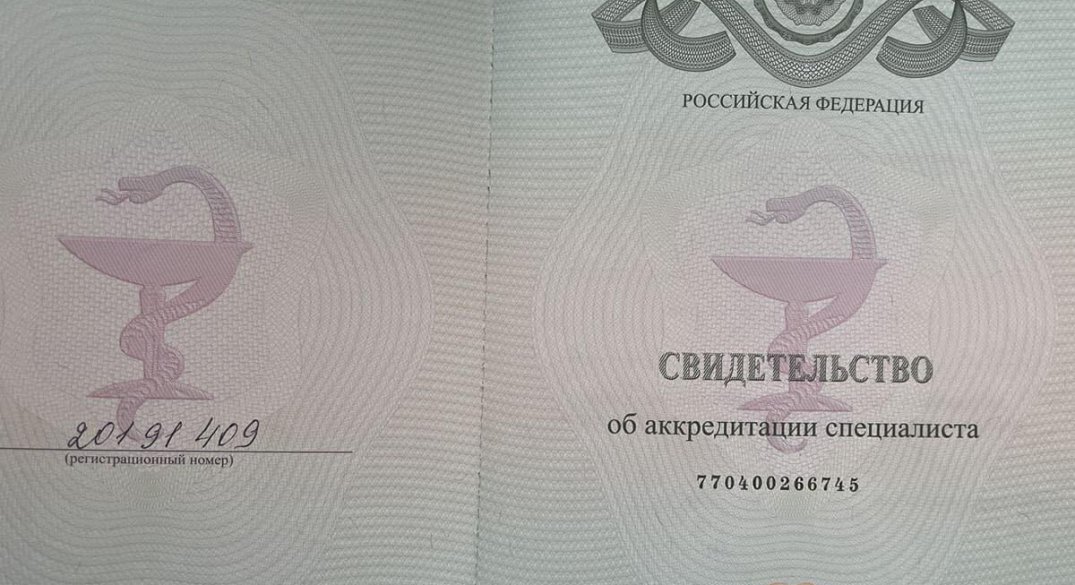 20191409
(регистрационный номер)
РОССИЙСКАЯ ФЕДЕРАЦИЯ
СВИДЕТЕЛЬСТВО
об аккредитации специалиста
770400266745